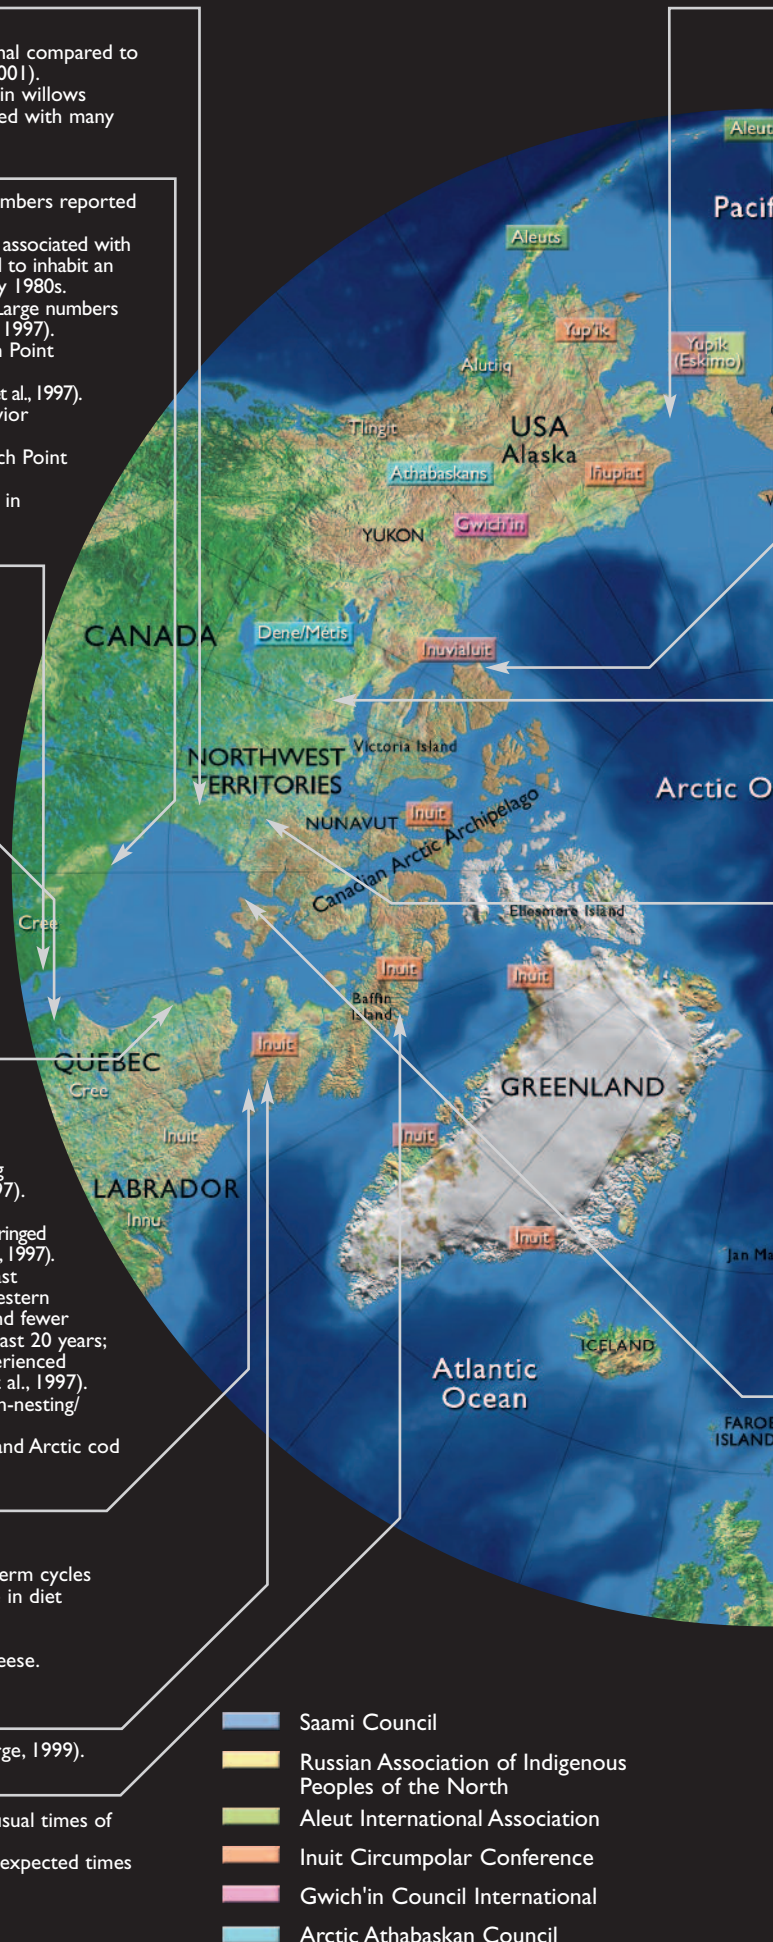 nal compared to
001).
in willows
ed with many
mbers reported
associated with
to inhabit an
y 1980s.
Large numbers
1997).
Point
et al., 1997).
vior
ch Point
in
g
97).
ringed
, 1997).
ast
estern
nd fewer
ast 20 years;
erienced
t al., 1997).
n-nesting/
and Arctic cod
term cycles
in diet
eese.
rge, 1999).
usual times of
expected times
Aleut
Pacif
Aleuts
Yup'ik
Yupik
(Eskimo)
Alutiiq
Tlingit
USA
Alaska
Athabaskans
Iñupiat
Gwich'in
YUKON
CANADA
Dene/Métis
Inuvialuit
Victoria Island
NORTHWEST
TERRITORIES
Arctic O
NUNAVUT
Inuit
Canadian Arctic Archipelago
Ellesmere Island
Cree
Inuit
Inuit
Baffin
Island
Inuit
QUEBEC
Cree
GREENLAND
Inuit
Inuit
LABRADOR
Innu
Inuit
Jan Ma
ICELAND
Atlantic
Ocean
FAROE
ISLAND
Saami Council
Russian Association of Indigenous
Peoples of the North
Aleut International Association
Inuit Circumpolar Conference
Gwich'in Council International
Arctic Athabaskan Council